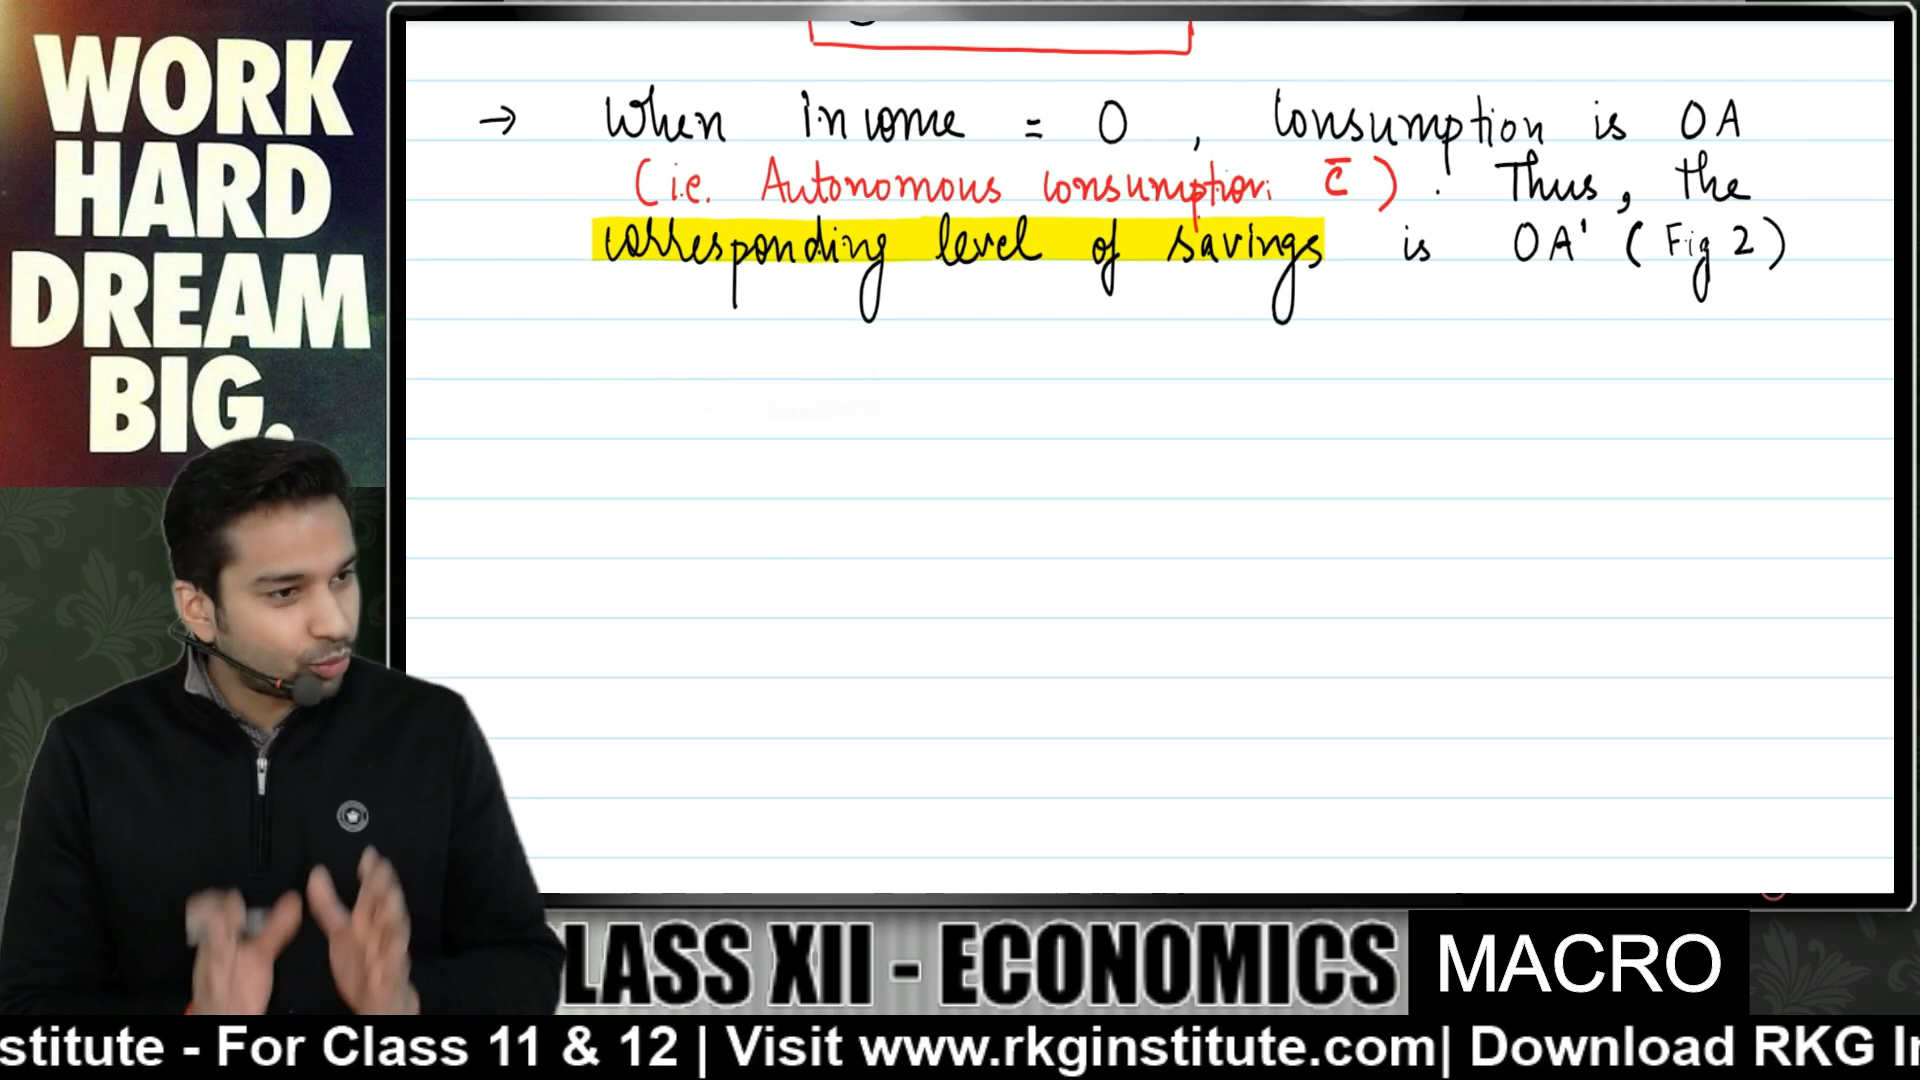 WORK
HARD
DREAM
BIG.
→ When income = 0, Consumption is OA
(i.e. Autonomous consumption C̄). Thus, the
corresponding level of savings is OA' (Fig 2)
LASS XII - ECONOMICS MACRO
stitute - For Class 11 & 12 | Visit www.rkginstitute.com| Download RKG I